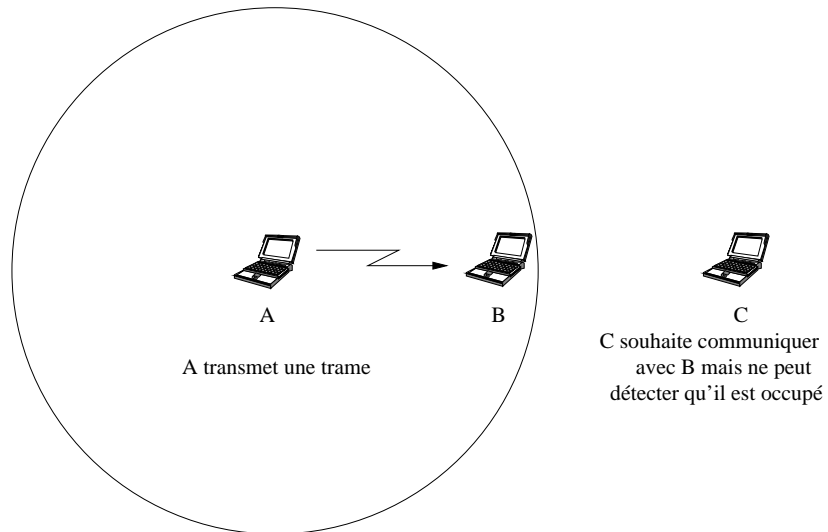 A
B
C
A transmet une trame
C souhaite communiquer
avec B mais ne peut
détecter qu’il est occupé